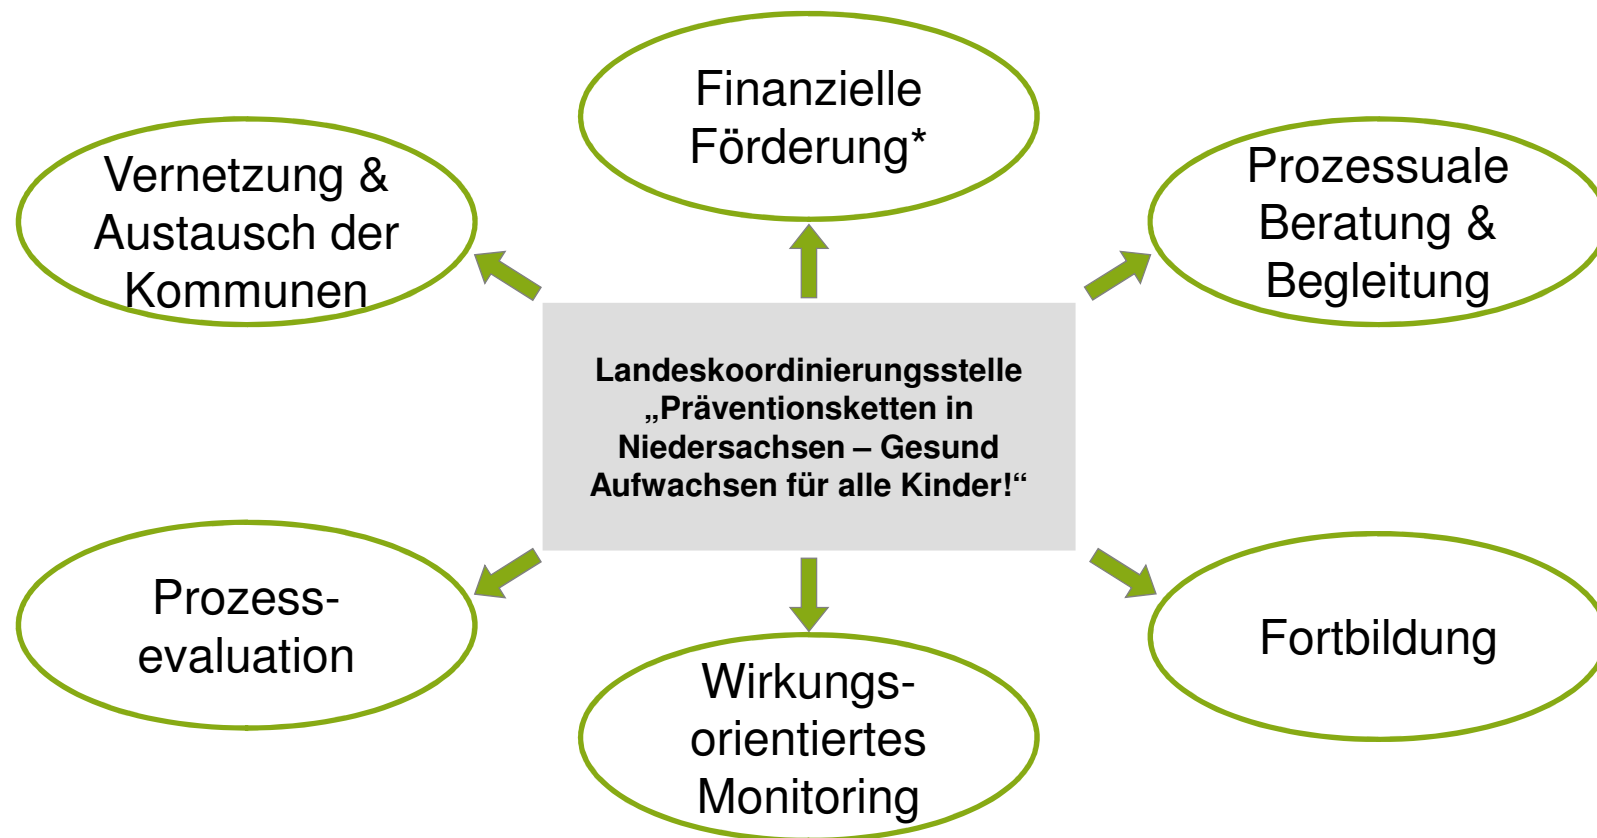 Finanzielle
Förderung*
Vernetzung &
Austausch der
Kommunen
Prozessuale
Beratung &
Begleitung
Landeskoordinierungsstelle
„Präventionsketten in
Niedersachsen – Gesund
Aufwachsen für alle Kinder!“
Prozess-
evaluation
Wirkungs-
orientiertes
Monitoring
Fortbildung